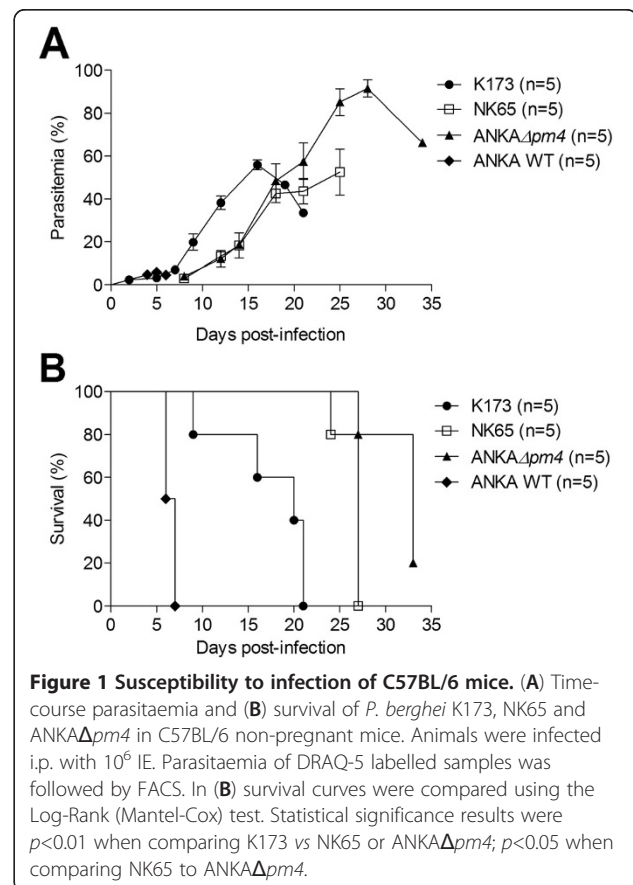 A
100
80
60
40
20
0
Parasitemia (%)
0 5 10 15 20 25 30 35
Days post-infection
K173 (n=5)
NK65 (n=5)
ANKAΔpm4 (n=5)
ANKA WT (n=5)
B
100
80
60
40
20
0
Survival (%)
0 5 10 15 20 25 30 35
Days post-infection
K173 (n=5)
NK65 (n=5)
ANKAΔpm4 (n=5)
ANKA WT (n=5)
Figure 1 Susceptibility to infection of C57BL/6 mice. (A) Time-
course parasitaemia and (B) survival of P. berghei K173, NK65 and
ANKAΔpm4 in C57BL/6 non-pregnant mice. Animals were infected
i.p. with 10⁶ IE. Parasitaemia of DRAQ-5 labelled samples was
followed by FACS. In (B) survival curves were compared using the
Log-Rank (Mantel-Cox) test. Statistical significance results were
p<0.01 when comparing K173 vs NK65 or ANKAΔpm4; p<0.05 when
comparing NK65 to ANKAΔpm4.